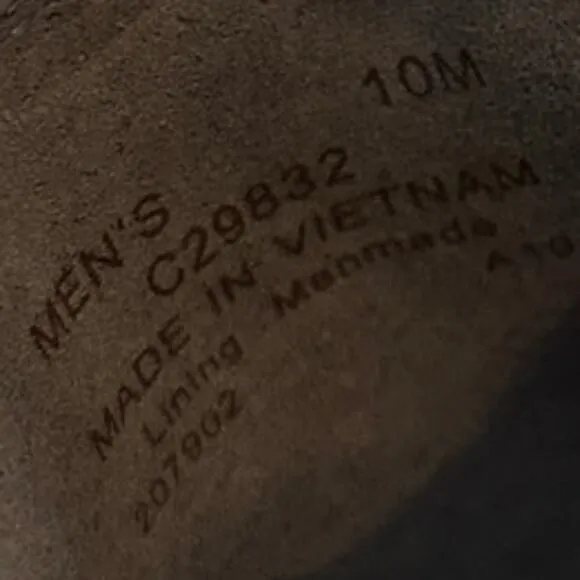 MEN'S 10M
C29832
MADE IN VIETNAM
Lining Manmade
207902